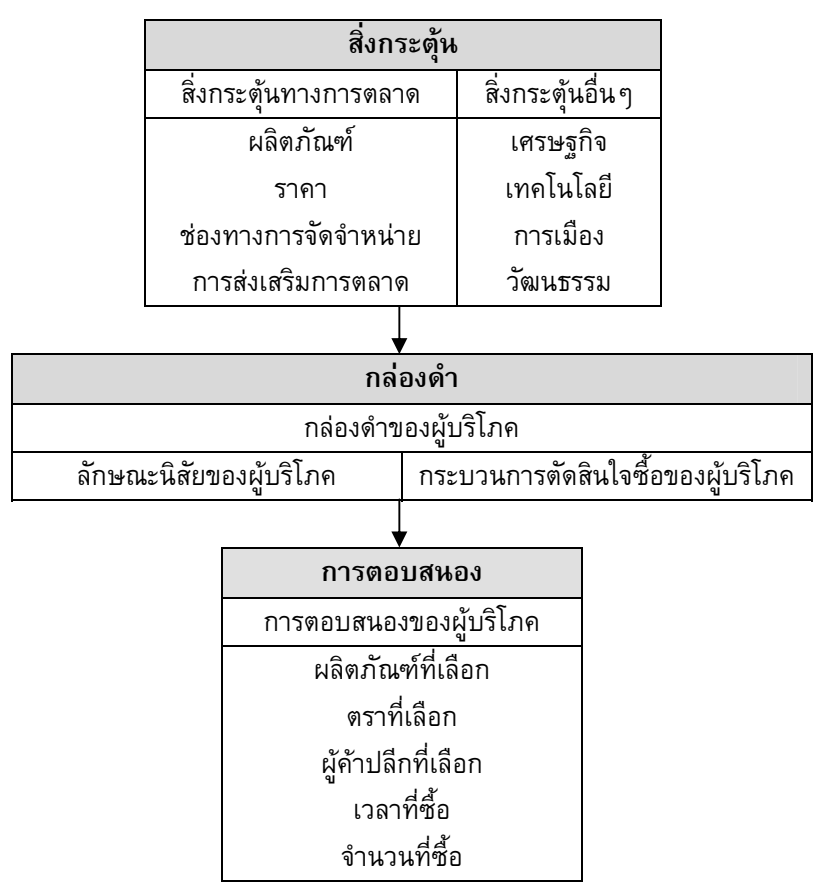 สิ่งกระตุ้น
สิ่งกระตุ้นทางการตลาด สิ่งกระตุ้นอื่นๆ
ผลิตภัณฑ์ เศรษฐกิจ
ราคา เทคโนโลยี
ช่องทางการจัดจำหน่าย การเมือง
การส่งเสริมการตลาด วัฒนธรรม
กล่องดำ
กล่องดำของผู้บริโภค
ลักษณะนิสัยของผู้บริโภค กระบวนการตัดสินใจซื้อของผู้บริโภค
การตอบสนอง
การตอบสนองของผู้บริโภค
ผลิตภัณฑ์ที่เลือก
ตราที่เลือก
ผู้ค้าปลีกที่เลือก
เวลาที่ซื้อ
จำนวนที่ซื้อ